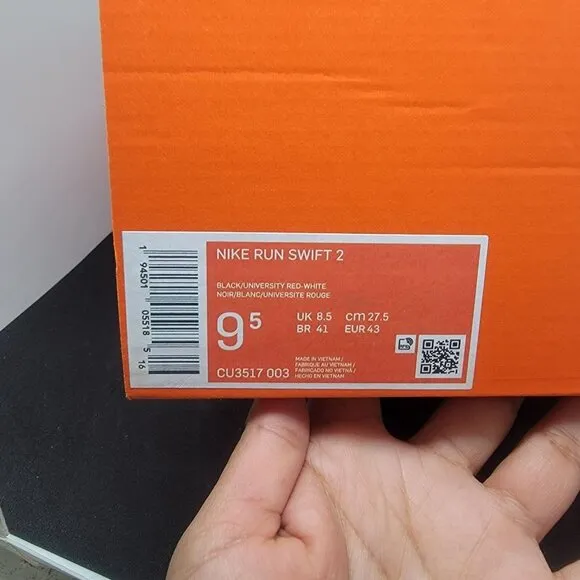 NIKE RUN SWIFT 2
BLACK/UNIVERSITY RED-WHITE
NOIR/BLANC/UNIVERSITE ROUGE
9⁵
UK 8.5 cm 27.5
BR 41 EUR 43
CU3517 003
MADE IN VIETNAM /
FABRIQUE AU VIETNAM /
FABRICADO NO VIETNÃ /
HECHO EN VIETNAM
1 94501 05518 5 16